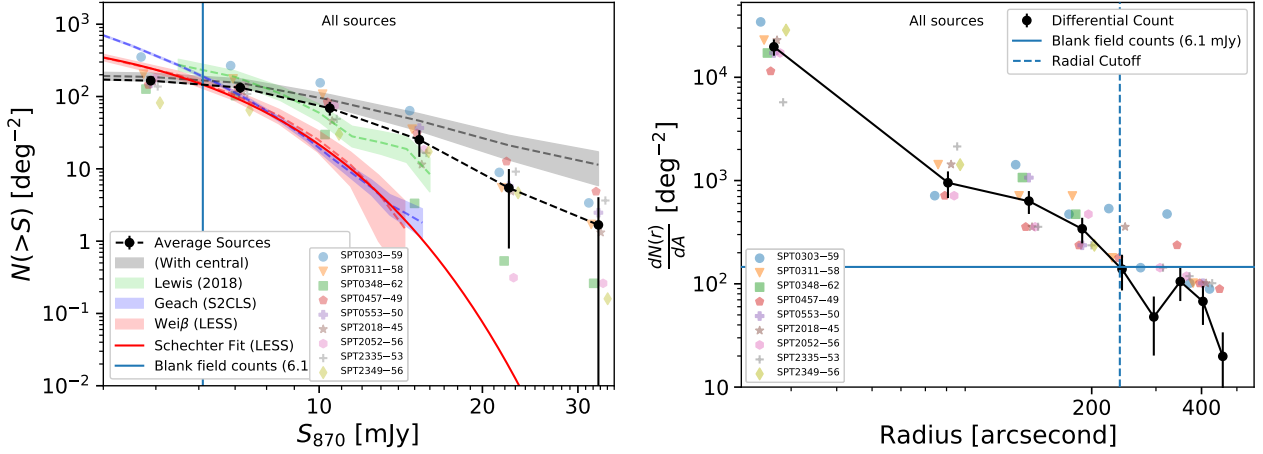 All sources
N(>S) [deg⁻²]
10³
10²
10
1
10⁻¹
10⁻²
Average Sources
(With central)
Lewis (2018)
Geach (S2CLS)
Weiβ (LESS)
Schechter Fit (LESS)
Blank field counts (6.1
SPT0303−59
SPT0311−58
SPT0348−62
SPT0457−49
SPT0553−50
SPT2018−45
SPT2052−56
SPT2335−53
SPT2349−56
10 20 30
S₈₇₀ [mJy]
All sources
Differential Count
Blank field counts (6.1 mJy)
Radial Cutoff
dN(r)/dA [deg⁻²]
10⁴
10³
10²
10
SPT0303−59
SPT0311−58
SPT0348−62
SPT0457−49
SPT0553−50
SPT2018−45
SPT2052−56
SPT2335−53
SPT2349−56
200 400
Radius [arcsecond]